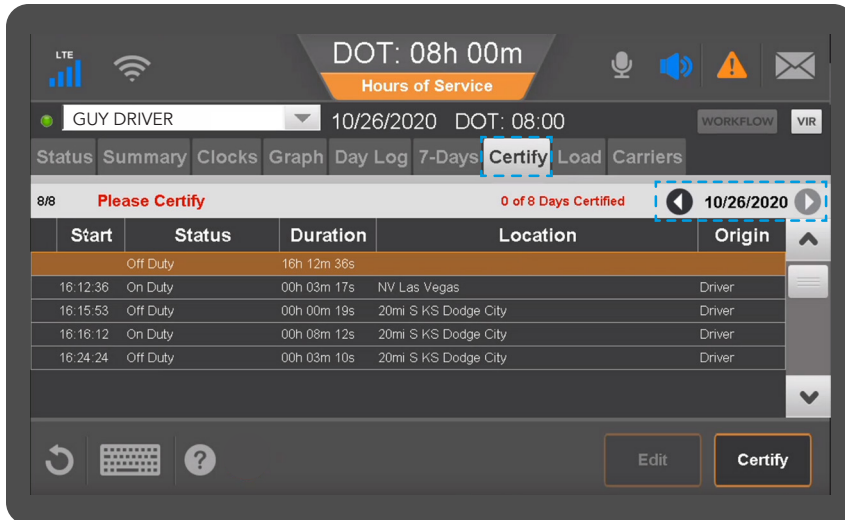 LTE
DOT: 08h 00m
Hours of Service
GUY DRIVER 10/26/2020 DOT: 08:00 WORKFLOW VIR
Status Summary Clocks Graph Day Log 7-Days Certify Load Carriers
8/8 Please Certify 0 of 8 Days Certified 10/26/2020
Start Status Duration Location Origin
Off Duty 16h 12m 36s
16:12:36 On Duty 00h 03m 17s NV Las Vegas Driver
16:15:53 Off Duty 00h 00m 19s 20mi S KS Dodge City Driver
16:16:12 On Duty 00h 08m 12s 20mi S KS Dodge City Driver
16:24:24 Off Duty 00h 03m 10s 20mi S KS Dodge City Driver
? Edit Certify